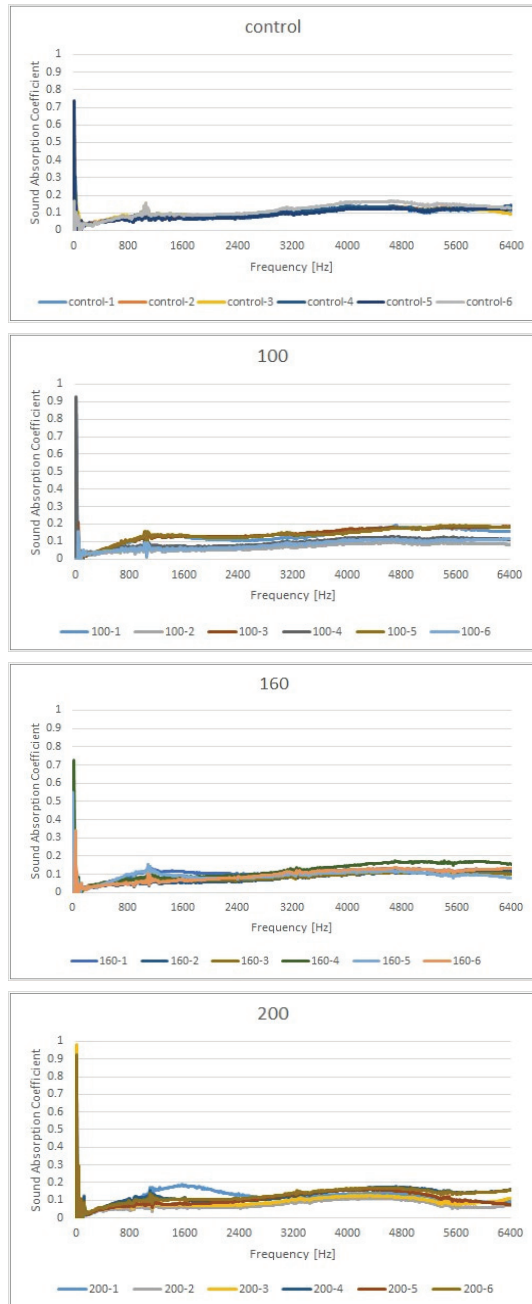 control
Sound Absorption Coefficient
1
0.9
0.8
0.7
0.6
0.5
0.4
0.3
0.2
0.1
0
0 800 1600 2400 3200 4000 4800 5600 6400
Frequency [Hz]
control-1 control-2 control-3 control-4 control-5 control-6
100
Sound Absorption Coefficient
1
0.9
0.8
0.7
0.6
0.5
0.4
0.3
0.2
0.1
0
0 800 1600 2400 3200 4000 4800 5600 6400
Frequency [Hz]
100-1 100-2 100-3 100-4 100-5 100-6
160
Sound Absorption Coefficient
1
0.9
0.8
0.7
0.6
0.5
0.4
0.3
0.2
0.1
0
0 800 1600 2400 3200 4000 4800 5600 6400
Frequency [Hz]
160-1 160-2 160-3 160-4 160-5 160-6
200
Sound Absorption Coefficient
1
0.9
0.8
0.7
0.6
0.5
0.4
0.3
0.2
0.1
0
0 800 1600 2400 3200 4000 4800 5600 6400
Frequency [Hz]
200-1 200-2 200-3 200-4 200-5 200-6